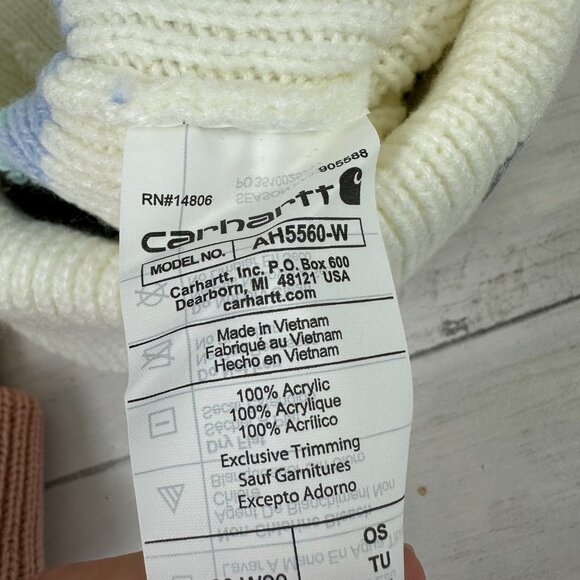 905588
RN#14806
carhartt
MODEL NO. AH5560-W
Carhartt, Inc. P.O. Box 600
Dearborn, MI 48121 USA
carhartt.com
Made in Vietnam
Fabriqué au Vietnam
Hecho en Vietnam
100% Acrylic
100% Acrylique
100% Acrílico
Exclusive Trimming
Sauf Garnitures
Excepto Adorno
OS
TU